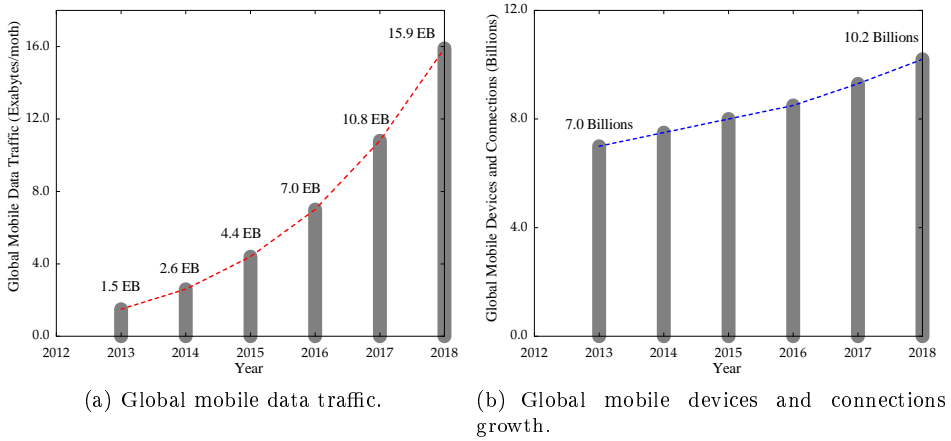 Global Mobile Data Traffic (Exabytes/moth)
16.0
12.0
8.0
4.0
0.0
1.5 EB
2.6 EB
4.4 EB
7.0 EB
10.8 EB
15.9 EB
2012 2013 2014 2015 2016 2017 2018
Year
(a) Global mobile data traffic.
Global Mobile Devices and Connections (Billions)
12.0
8.0
4.0
0.0
7.0 Billions
10.2 Billions
2012 2013 2014 2015 2016 2017 2018
Year
(b) Global mobile devices and connections
growth.